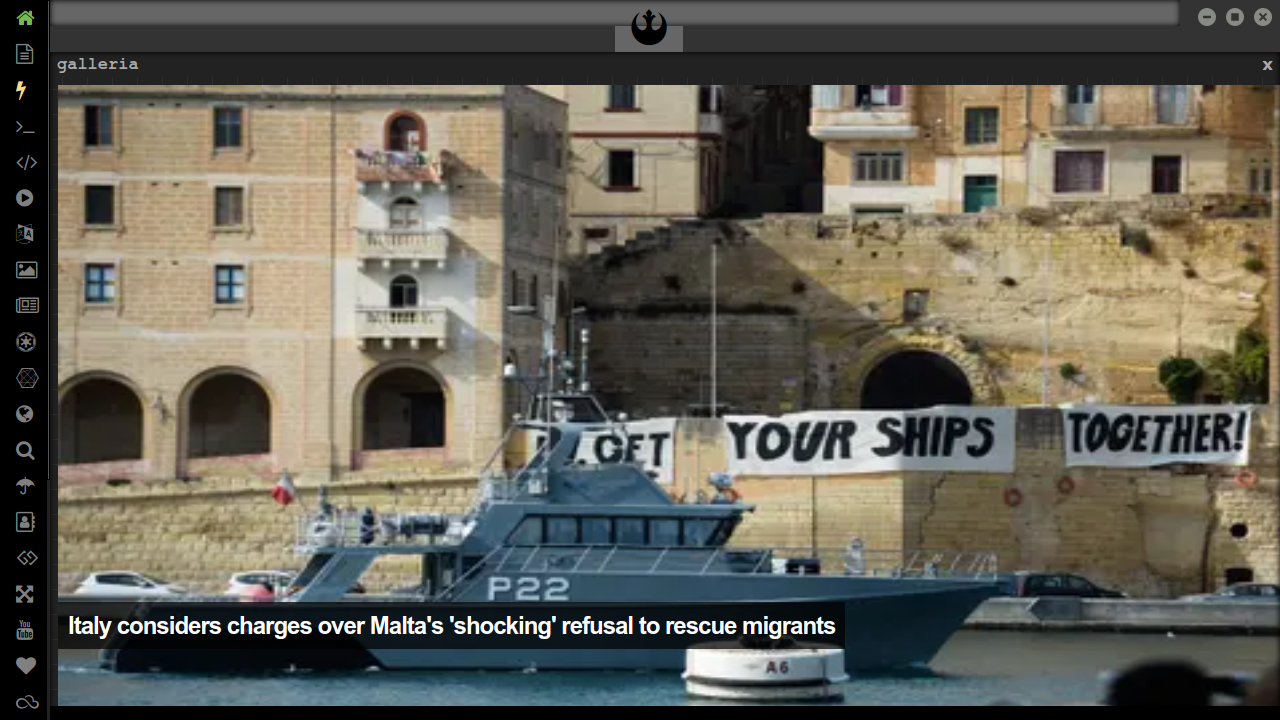 galleria
x
GET YOUR SHIPS TOGETHER!
P22
Italy considers charges over Malta's 'shocking' refusal to rescue migrants
A6